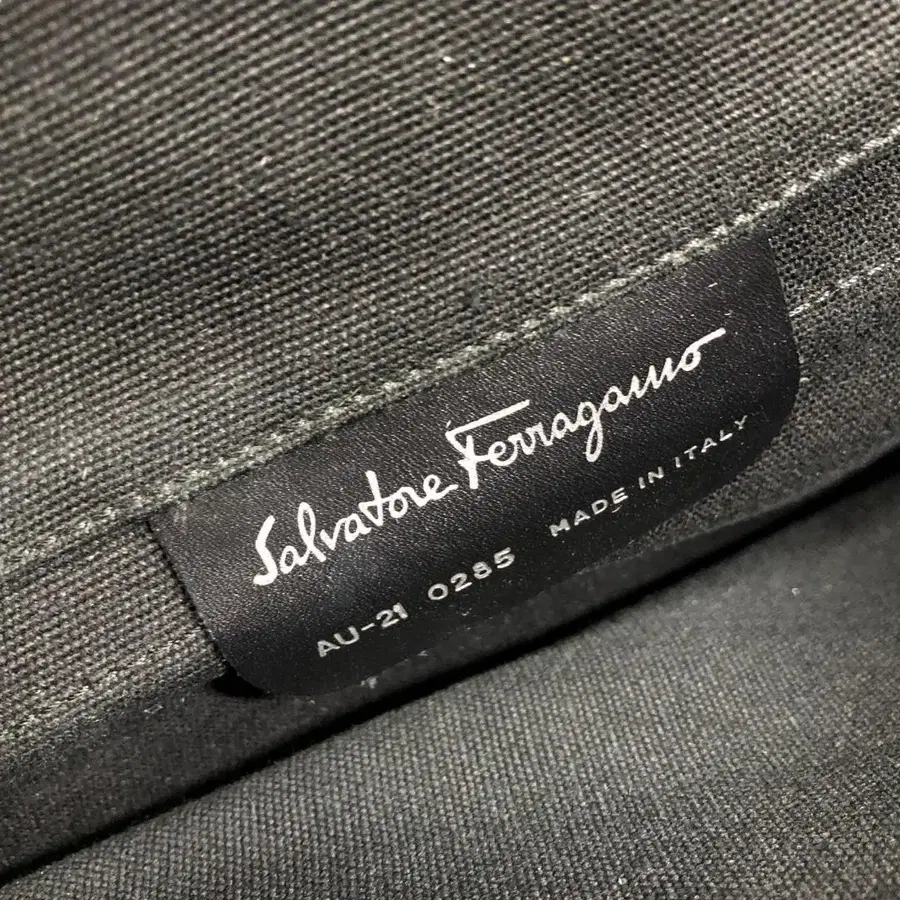 Salvatore Ferragamo
AU-21 0285 MADE IN ITALY